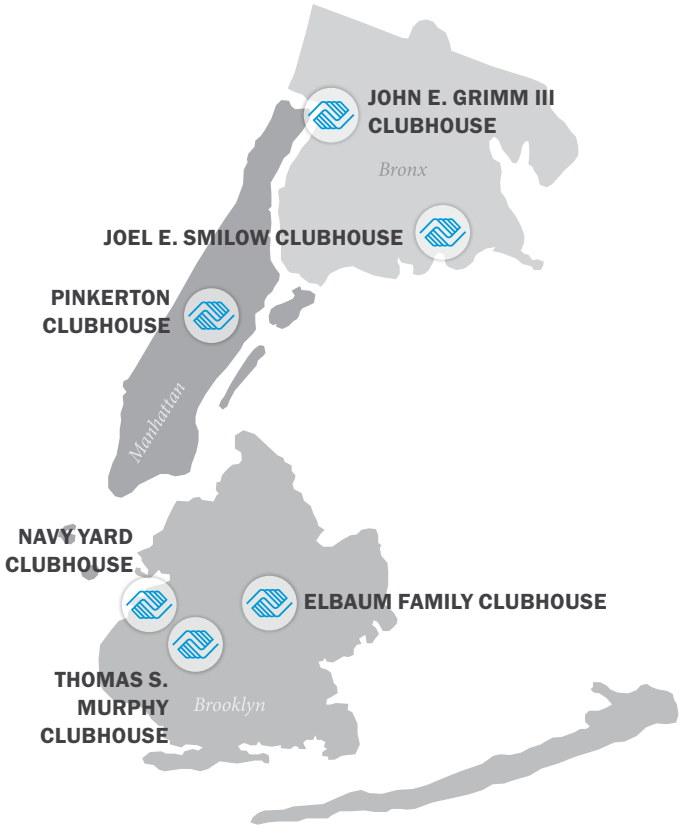 JOHN E. GRIMM III
CLUBHOUSE
Bronx
JOEL E. SMILOW CLUBHOUSE
PINKERTON
CLUBHOUSE
Manhattan
NAVY YARD
CLUBHOUSE
ELBAUM FAMILY CLUBHOUSE
THOMAS S.
MURPHY
CLUBHOUSE
Brooklyn